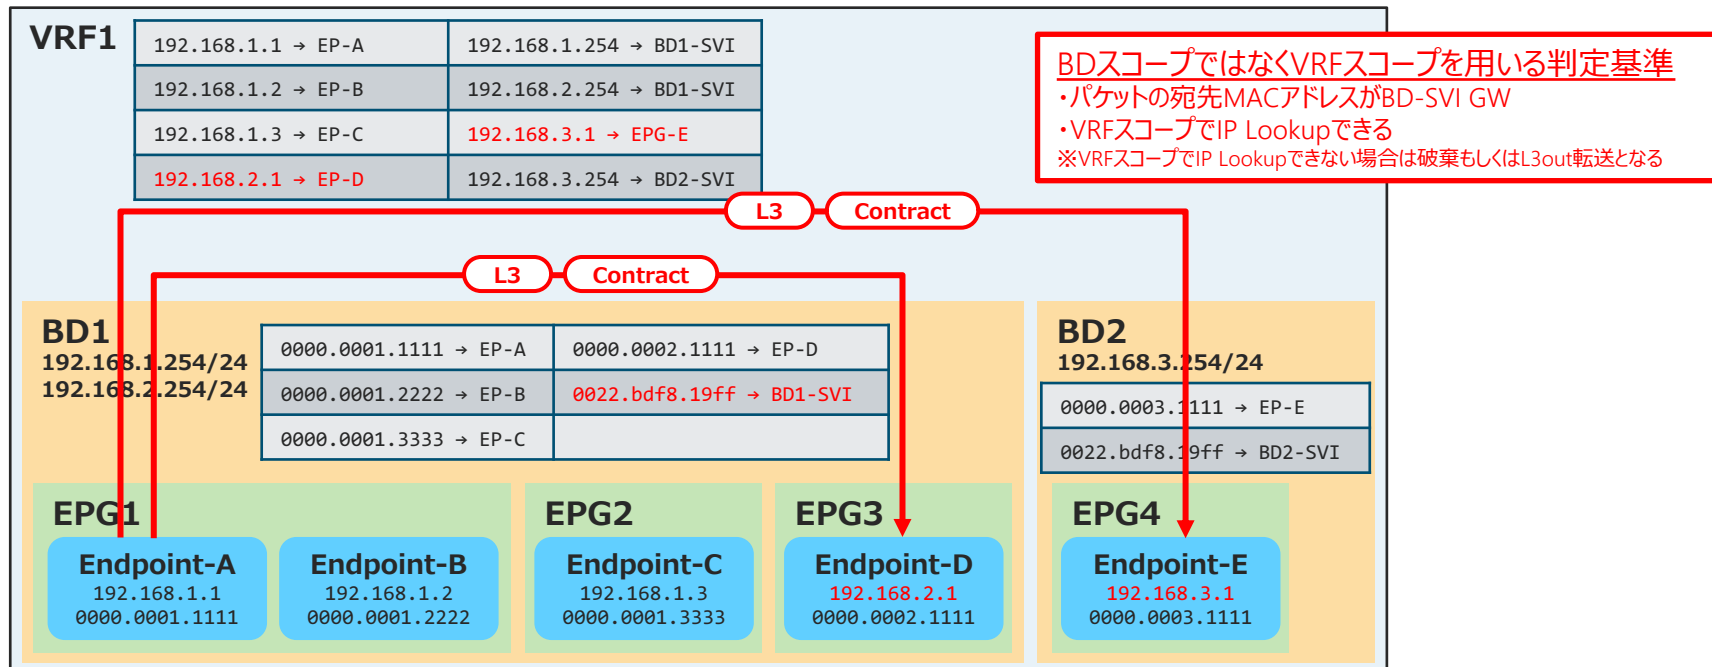 VRF1
192.168.1.1 → EP-A
192.168.1.254 → BD1-SVI
192.168.1.2 → EP-B
192.168.2.254 → BD1-SVI
192.168.1.3 → EP-C
192.168.3.1 → EPG-E
192.168.2.1 → EP-D
192.168.3.254 → BD2-SVI
BDスコープではなくVRFスコープを用いる判定基準
・パケットの宛先MACアドレスがBD-SVI GW
・VRFスコープでIP Lookupできる
※VRFスコープでIP Lookupできない場合は破棄もしくはL3out転送となる
L3
Contract
L3
Contract
BD1
192.168.1.254/24
192.168.2.254/24
0000.0001.1111 → EP-A
0000.0002.1111 → EP-D
0000.0001.2222 → EP-B
0022.bdf8.19ff → BD1-SVI
0000.0001.3333 → EP-C
BD2
192.168.3.254/24
0000.0003.1111 → EP-E
0022.bdf8.19ff → BD2-SVI
EPG1
EPG2
EPG3
EPG4
Endpoint-A
192.168.1.1
0000.0001.1111
Endpoint-B
192.168.1.2
0000.0001.2222
Endpoint-C
192.168.1.3
0000.0001.3333
Endpoint-D
192.168.2.1
0000.0002.1111
Endpoint-E
192.168.3.1
0000.0003.1111